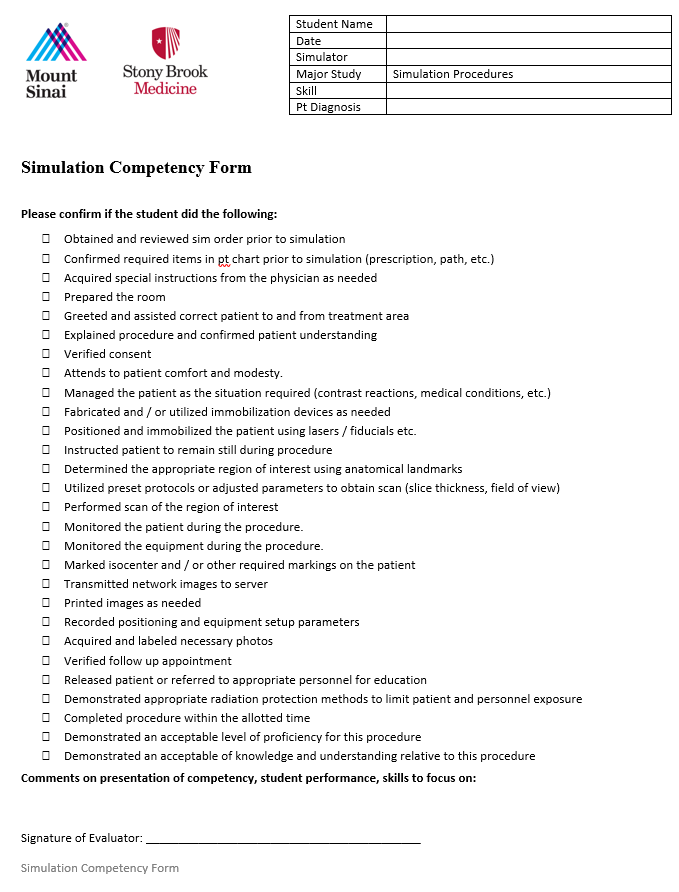 Mount
Sinai
Stony Brook
Medicine
Student Name
Date
Simulator
Major Study Simulation Procedures
Skill
Pt Diagnosis
Simulation Competency Form
Please confirm if the student did the following:
Obtained and reviewed sim order prior to simulation
Confirmed required items in pt chart prior to simulation (prescription, path, etc.)
Acquired special instructions from the physician as needed
Prepared the room
Greeted and assisted correct patient to and from treatment area
Explained procedure and confirmed patient understanding
Verified consent
Attends to patient comfort and modesty.
Managed the patient as the situation required (contrast reactions, medical conditions, etc.)
Fabricated and / or utilized immobilization devices as needed
Positioned and immobilized the patient using lasers / fiducials etc.
Instructed patient to remain still during procedure
Determined the appropriate region of interest using anatomical landmarks
Utilized preset protocols or adjusted parameters to obtain scan (slice thickness, field of view)
Performed scan of the region of interest
Monitored the patient during the procedure.
Monitored the equipment during the procedure.
Marked isocenter and / or other required markings on the patient
Transmitted network images to server
Printed images as needed
Recorded positioning and equipment setup parameters
Acquired and labeled necessary photos
Verified follow up appointment
Released patient or referred to appropriate personnel for education
Demonstrated appropriate radiation protection methods to limit patient and personnel exposure
Completed procedure within the allotted time
Demonstrated an acceptable level of proficiency for this procedure
Demonstrated an acceptable of knowledge and understanding relative to this procedure
Comments on presentation of competency, student performance, skills to focus on:
Signature of Evaluator: ____________________________________________
Simulation Competency Form